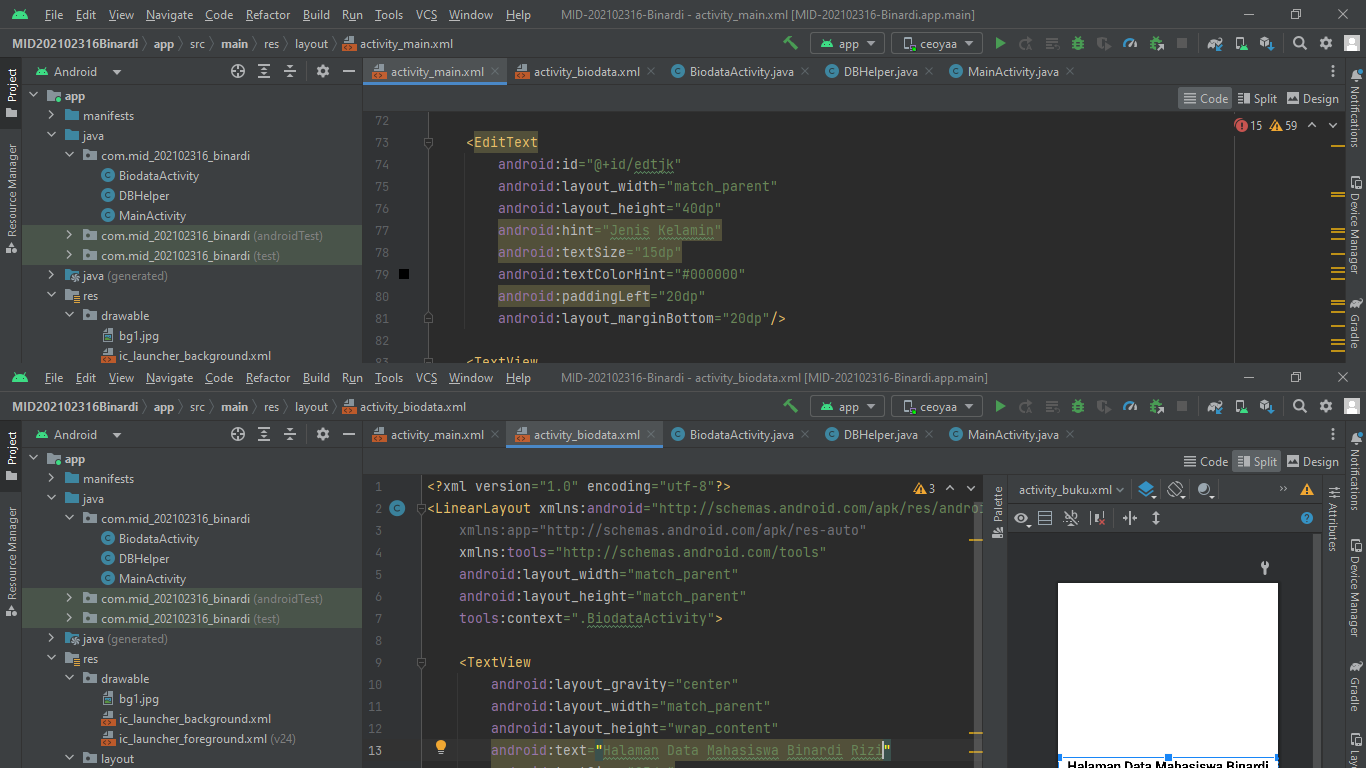 File Edit View Navigate Code Refactor Build Run Tools VCS Window Help MID-202102316-Binardi - activity_main.xml [MID-202102316-Binardi.app.main]
MID202102316Binardi app src main res layout activity_main.xml app ceoyaa
Project
Android
activity_main.xml activity_biodata.xml BiodataActivity.java DBHelper.java MainActivity.java
Notifications
Code Split Design
Resource Manager
Device Manager
Gradle
app
manifests
java
com.mid_202102316_binardi
BiodataActivity
DBHelper
MainActivity
com.mid_202102316_binardi (androidTest)
com.mid_202102316_binardi (test)
java (generated)
res
drawable
bg1.jpg
ic_launcher_background.xml
15 59
72
73 <EditText
74 android:id="@+id/edtjk"
75 android:layout_width="match_parent"
76 android:layout_height="40dp"
77 android:hint="Jenis Kelamin"
78 android:textSize="15dp"
79 android:textColorHint="#000000"
80 android:paddingLeft="20dp"
81 android:layout_marginBottom="20dp"/>
82
83 <TextView
File Edit View Navigate Code Refactor Build Run Tools VCS Window Help MID-202102316-Binardi - activity_biodata.xml [MID-202102316-Binardi.app.main]
MID202102316Binardi app src main res layout activity_biodata.xml app ceoyaa
Project
Android
activity_main.xml activity_biodata.xml BiodataActivity.java DBHelper.java MainActivity.java
Notifications
Code Split Design
Resource Manager
Device Manager
Gradle
app
manifests
java
com.mid_202102316_binardi
BiodataActivity
DBHelper
MainActivity
com.mid_202102316_binardi (androidTest)
com.mid_202102316_binardi (test)
java (generated)
res
drawable
bg1.jpg
ic_launcher_background.xml
ic_launcher_foreground.xml (v24)
layout
3
1 <?xml version="1.0" encoding="utf-8"?>
2 <LinearLayout xmlns:android="http://schemas.android.com/apk/res/androi
3 xmlns:app="http://schemas.android.com/apk/res-auto"
4 xmlns:tools="http://schemas.android.com/tools"
5 android:layout_width="match_parent"
6 android:layout_height="match_parent"
7 tools:context=".BiodataActivity">
8
9 <TextView
10 android:layout_gravity="center"
11 android:layout_width="match_parent"
12 android:layout_height="wrap_content"
13 android:text="Halaman Data Mahasiswa Binardi Rizi"
Palette
activity_buku.xml
Attributes
Halaman Data Mahasiswa Binardi